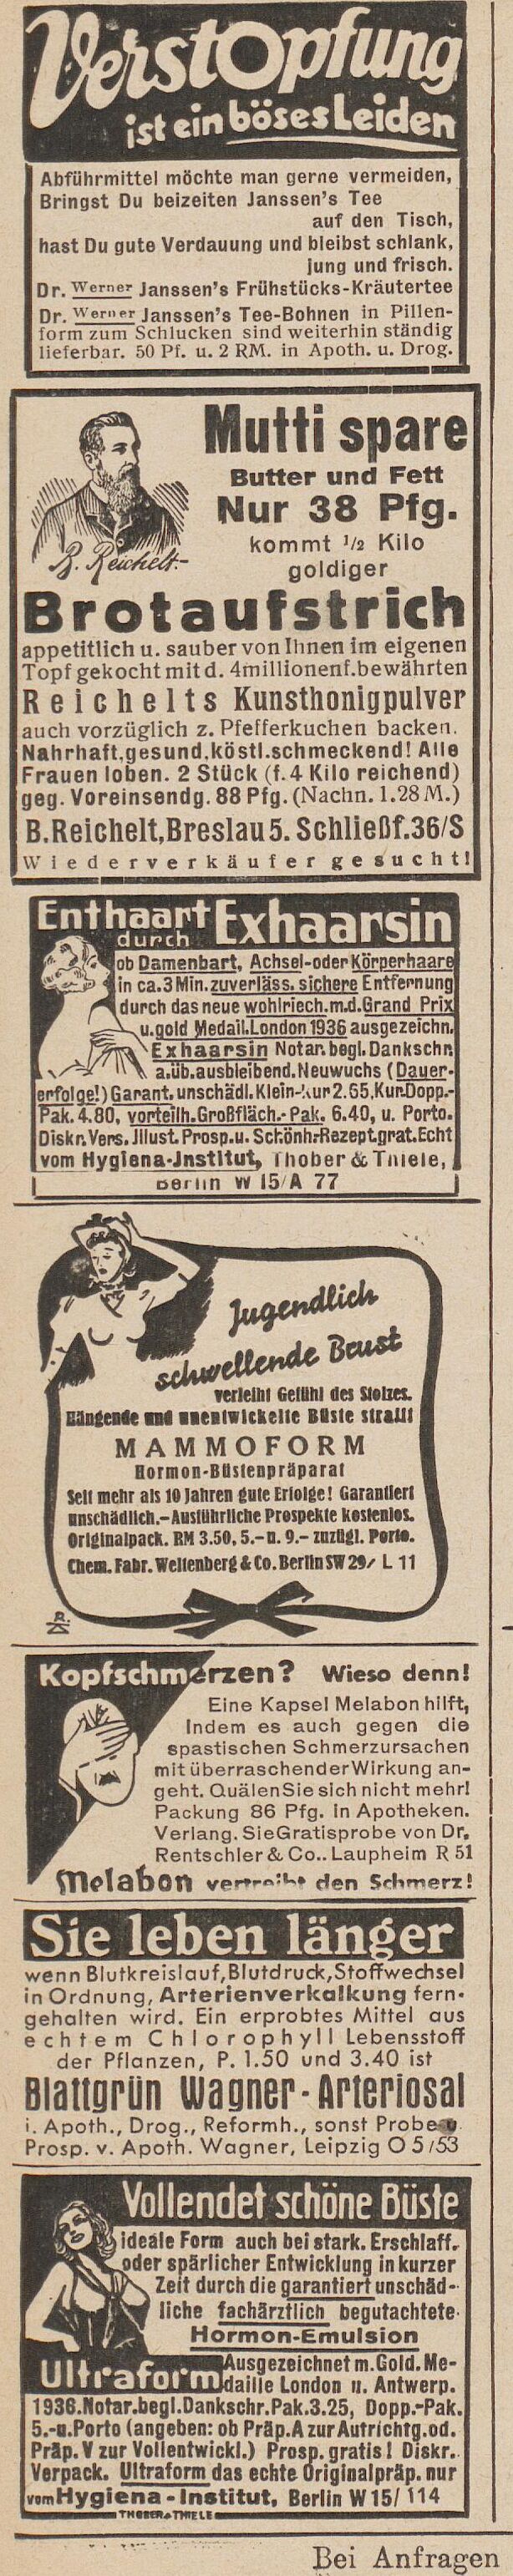 Verstopfung
ist ein böses Leiden
Abführmittel möchte man gerne vermeiden,
Bringst Du beizeiten Janssen's Tee
auf den Tisch,
hast Du gute Verdauung und bleibst schlank,
jung und frisch.
Dr. Werner Janssen's Frühstücks-Kräutertee
Dr. Werner Janssen's Tee-Bohnen in Pillen-
form zum Schlucken sind weiterhin ständig
lieferbar. 50 Pf. u. 2 RM. in Apoth. u. Drog.
Mutti spare
Butter und Fett
Nur 38 Pfg.
kommt ½ Kilo
goldiger
B. Reichelt.
Brotaufstrich
appetitlich u. sauber von Ihnen im eigenen
Topf gekocht mit d. 4millionenf. bewährten
Reichelts Kunsthonigpulver
auch vorzüglich z. Pfefferkuchen backen.
Nahrhaft, gesund, köstl. schmeckend! Alle
Frauen loben. 2 Stück (f. 4 Kilo reichend)
geg. Voreinsendg. 88 Pfg. (Nachn. 1.28 M.)
B. Reichelt, Breslau 5. Schließf. 36/S
Wiederverkäufer gesucht!
Enthaart durch Exhaarsin
ob Damenbart, Achsel- oder Körperhaare
in ca. 3 Min. zuverläss. sichere Entfernung
durch das neue wohlriech. m. d. Grand Prix
u. gold Medail. London 1936 ausgezeichn.
Exhaarsin Notar. begl. Dankschr.
a. üb. ausbleibend. Neuwuchs (Dauer-
erfolge!) Garant. unschädl. Klein-Kur 2.65, Kur-Dopp.-
Pak. 4.80, vorteilh. Großfläch.-Pak. 6.40, u. Porto.
Diskr. Vers. Jllust. Prosp. u. Schönh.-Rezept grat. Echt
vom Hygiena-Jnstitut, Thober & Thiele,
Berlin W 15/A 77
Jugendlich
schwellende Brust
verleiht Gefühl des Stolzes.
Hängende und unentwickelte Büste strafft
MAMMOFORM
Hormon-Büstenpräparat
Seit mehr als 10 Jahren gute Erfolge! Garantiert
unschädlich. – Ausführliche Prospekte kostenlos.
Originalpack. RM 3.50, 5.– u. 9.– zuzügl. Porto.
Chem. Fabr. Weltenberg & Co. Berlin SW 29/ L 11
Kopfschmerzen? Wieso denn!
Eine Kapsel Melabon hilft,
Indem es auch gegen die
spastischen Schmerzursachen
mit überraschender Wirkung an-
geht. Quälen Sie sich nicht mehr!
Packung 86 Pfg. in Apotheken.
Verlang. Sie Gratisprobe von Dr.
Rentschler & Co.. Laupheim R 51
Melabon vertreibt den Schmerz!
Sie leben länger
wenn Blutkreislauf, Blutdruck, Stoffwechsel
in Ordnung, Arterienverkalkung fern-
gehalten wird. Ein erprobtes Mittel aus
echtem Chlorophyll Lebensstoff
der Pflanzen, P. 1.50 und 3.40 ist
Blattgrün Wagner-Arteriosal
i. Apoth., Drog., Reformh., sonst Probe u.
Prosp. v. Apoth. Wagner, Leipzig O 5/53
Vollendet schöne Büste
ideale Form auch bei stark. Erschlaff.
oder spärlicher Entwicklung in kurzer
Zeit durch die garantiert unschäd-
liche fachärztlich begutachtete
Hormon-Emulsion
Ultraform Ausgezeichnet m. Gold. Me-
daille London u. Antwerp.
1936. Notar. begl. Dankschr. Pak. 3.25, Dopp.-Pak.
5.- u. Porto (angeben: ob Präp. A zur Aufrichtg. od.
Präp. V zur Vollentwickl.) Prosp. gratis! Diskr.
Verpack. Ultraform das echte Originalpräp. nur
vom Hygiena-Institut, Berlin W 15/ 114
THOBER & THIELE
Bei Anfragen